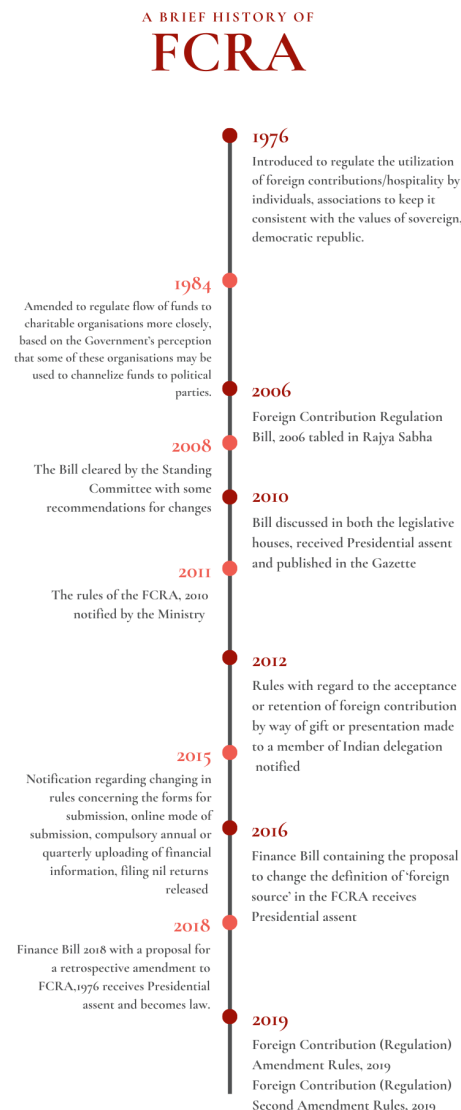 A BRIEF HISTORY OF
FCRA
1976
Introduced to regulate the utilization
of foreign contributions/hospitality by
individuals, associations to keep it
consistent with the values of sovereign.
democratic republic.
1984
Amended to regulate flow of funds to
charitable organisations more closely,
based on the Government's perception
that some of these organisations may be
used to channelize funds to political
parties.
2006
Foreign Contribution Regulation
Bill, 2006 tabled in Rajya Sabha
2008
The Bill cleared by the Standing
Committee with some
recommendations for changes
2010
Bill discussed in both the legislative
houses, received Presidential assent
and published in the Gazette
2011
The rules of the FCRA, 2010
notified by the Ministry
2012
Rules with regard to the acceptance
or retention of foreign contribution
by way of gift or presentation made
to a member of Indian delegation
notified
2015
Notification regarding changing in
rules concerning the forms for
submission, online mode of
submission, compulsory annual or
quarterly uploading of financial
information, filing nil returns
released
2016
Finance Bill containing the proposal
to change the definition of 'foreign
source' in the FCRA receives
Presidential assent
2018
Finance Bill 2018 with a proposal for
a retrospective amendment to
FCRA,1976 receives Presidential
assent and becomes law.
2019
Foreign Contribution (Regulation)
Amendment Rules, 2019
Foreign Contribution (Regulation)
Second Amendment Rules, 2019